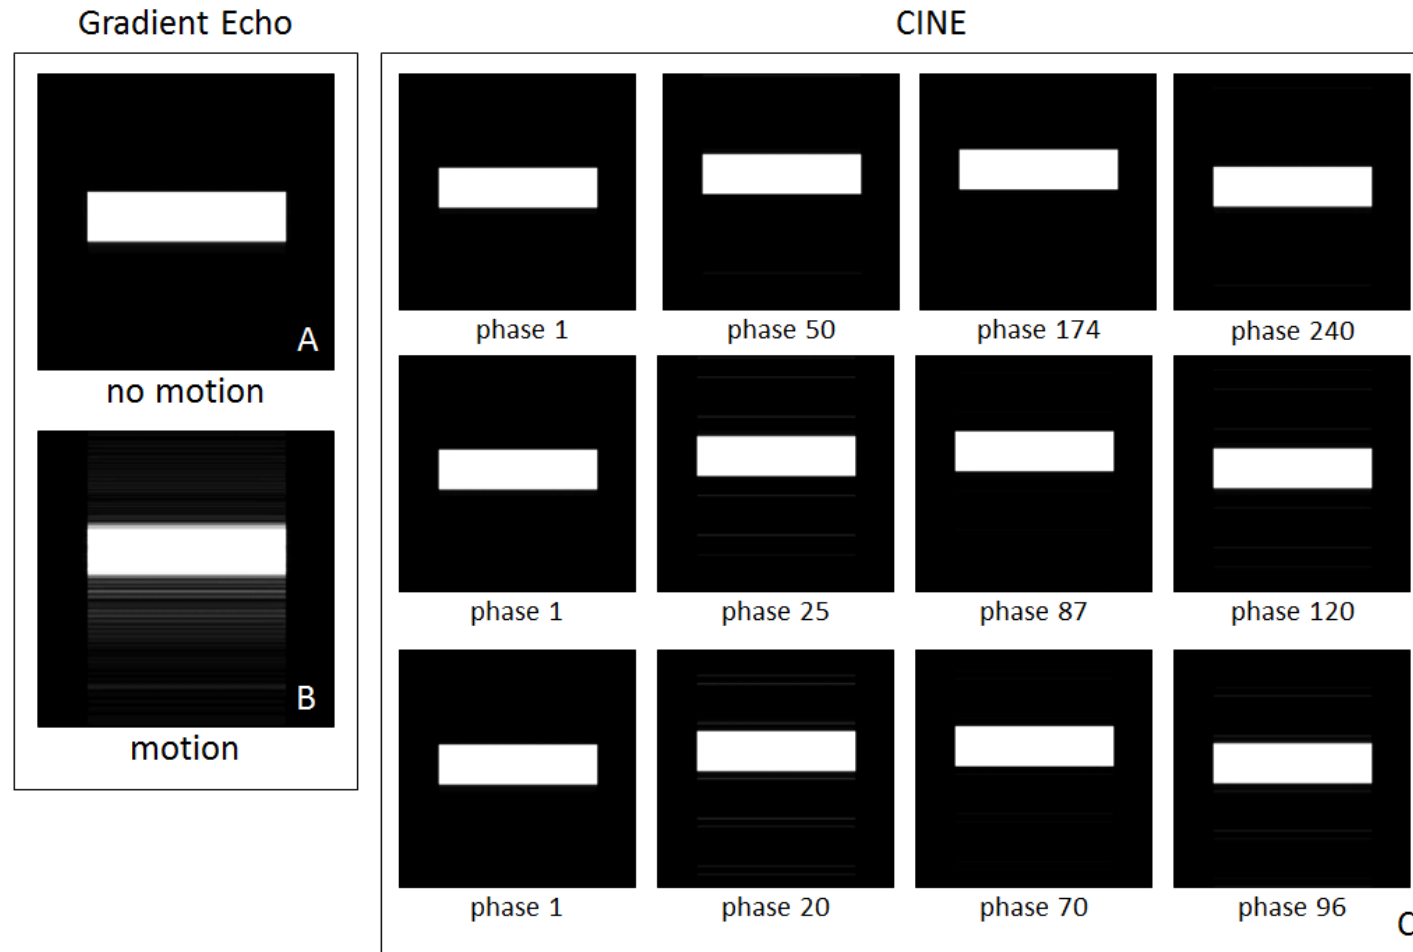 Gradient Echo
CINE
A
no motion
B
motion
phase 1
phase 50
phase 174
phase 240
phase 1
phase 25
phase 87
phase 120
phase 1
phase 20
phase 70
phase 96
C